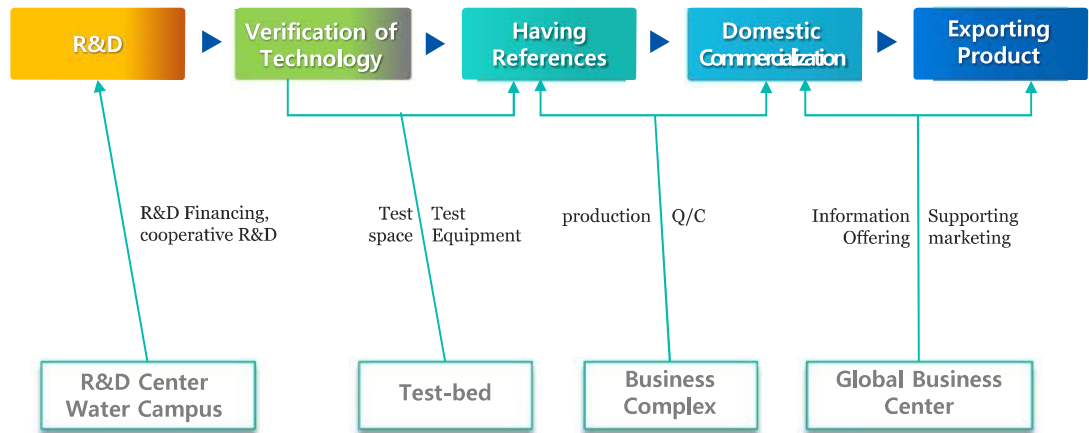 R&D
Verification of
Technology
Having
References
Domestic
Commercialization
Exporting
Product
R&D Financing,
cooperative R&D
Test
space
Test
Equipment
production
Q/C
Information
Offering
Supporting
marketing
R&D Center
Water Campus
Test-bed
Business
Complex
Global Business
Center